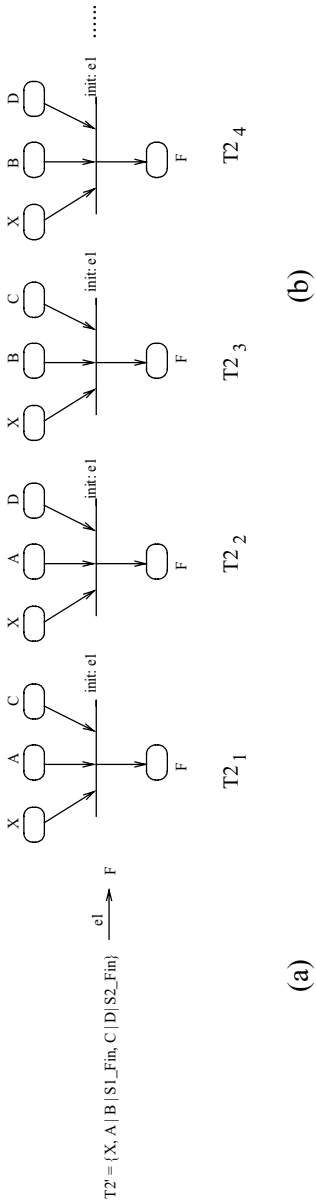 T2' = {X, A | B | S1_Fin, C | D | S2_Fin} e1 F
X A C
init: e1
F
T2 1
X A D
init: e1
F
T2 2
X B C
init: e1
F
T2 3
X B D
init: e1
F
T2 4
......
(a)
(b)